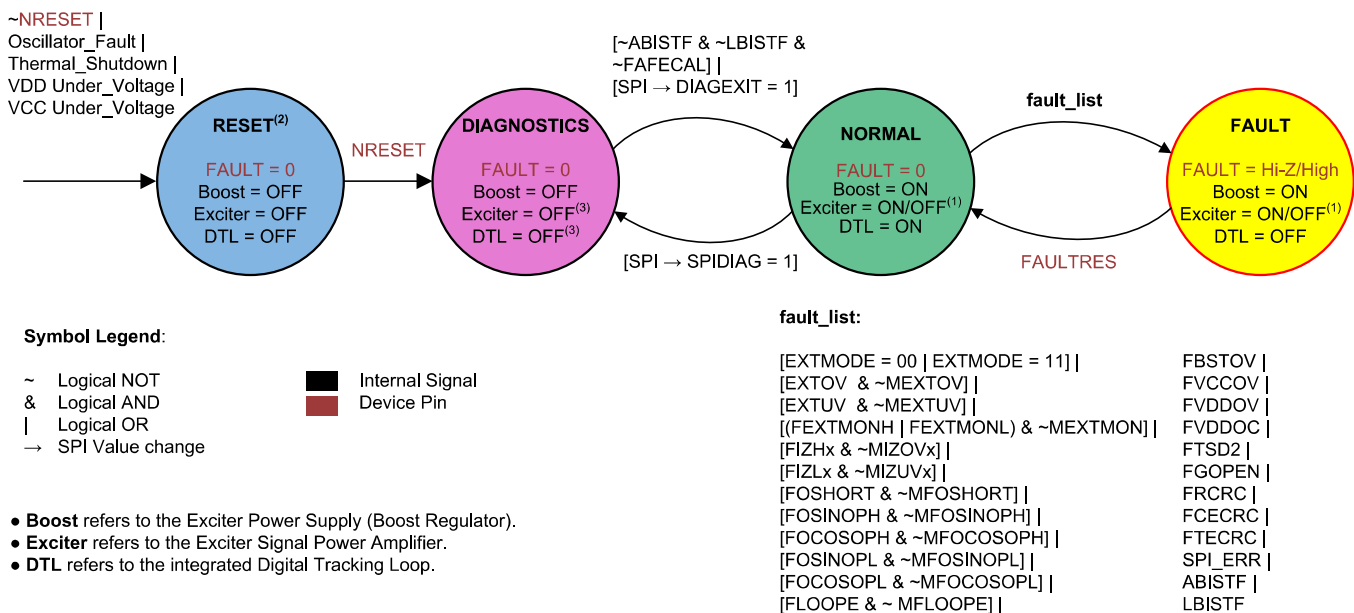 ~NRESET |
Oscillator_Fault |
Thermal_Shutdown |
VDD Under_Voltage |
VCC Under_Voltage
RESET(2)
FAULT = 0
Boost = OFF
Exciter = OFF
DTL = OFF
NRESET
DIAGNOSTICS
FAULT = 0
Boost = OFF
Exciter = OFF(3)
DTL = OFF(3)
[~ABISTF & ~LBISTF &
~FAFECAL] |
[SPI → DIAGEXIT = 1]
[SPI → SPIDIAG = 1]
NORMAL
FAULT = 0
Boost = ON
Exciter = ON/OFF(1)
DTL = ON
fault_list
FAULTRES
FAULT
FAULT = Hi-Z/High
Boost = ON
Exciter = ON/OFF(1)
DTL = OFF
Symbol Legend:
~ Logical NOT
& Logical AND
| Logical OR
→ SPI Value change
Internal Signal
Device Pin
● Boost refers to the Exciter Power Supply (Boost Regulator).
● Exciter refers to the Exciter Signal Power Amplifier.
● DTL refers to the integrated Digital Tracking Loop.
fault_list:
[EXTMODE = 00 | EXTMODE = 11] |
[EXTOV & ~MEXTOV] |
[EXTUV & ~MEXTUV] |
[(FEXTMONH | FEXTMONL) & ~MEXTMON] |
[FIZHx & ~MIZOVx] |
[FIZLx & ~MIZUVx] |
[FOSHORT & ~MFOSHORT] |
[FOSINOPH & ~MFOSINOPH] |
[FOCOSOPH & ~MFOCOSOPH] |
[FOSINOPL & ~MFOSINOPL] |
[FOCOSOPL & ~MFOCOSOPL] |
[FLOOPE & ~ MFLOOPE] |
FBSTOV |
FVCCOV |
FVDDOV |
FVDDOC |
FTSD2 |
FGOPEN |
FRCRC |
FCECRC |
FTECRC |
SPI_ERR |
ABISTF |
LBISTF